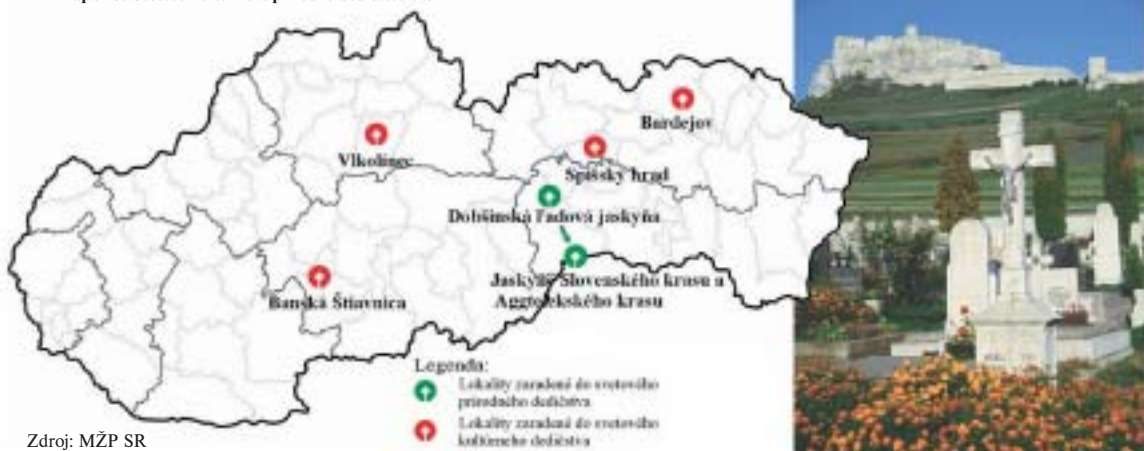 Bardejov
Vlkolínec
Spišský hrad
Dobšinská ľadová jaskyňa
Jaskyne Slovenského krasu a
Aggtelekského krasu
Banská Štiavnica
Legenda:
Lokality zaradené do svetového
prírodného dedičstva
Lokality zaradené do svetového
kultúrneho dedičstva
Zdroj: MŽP SR